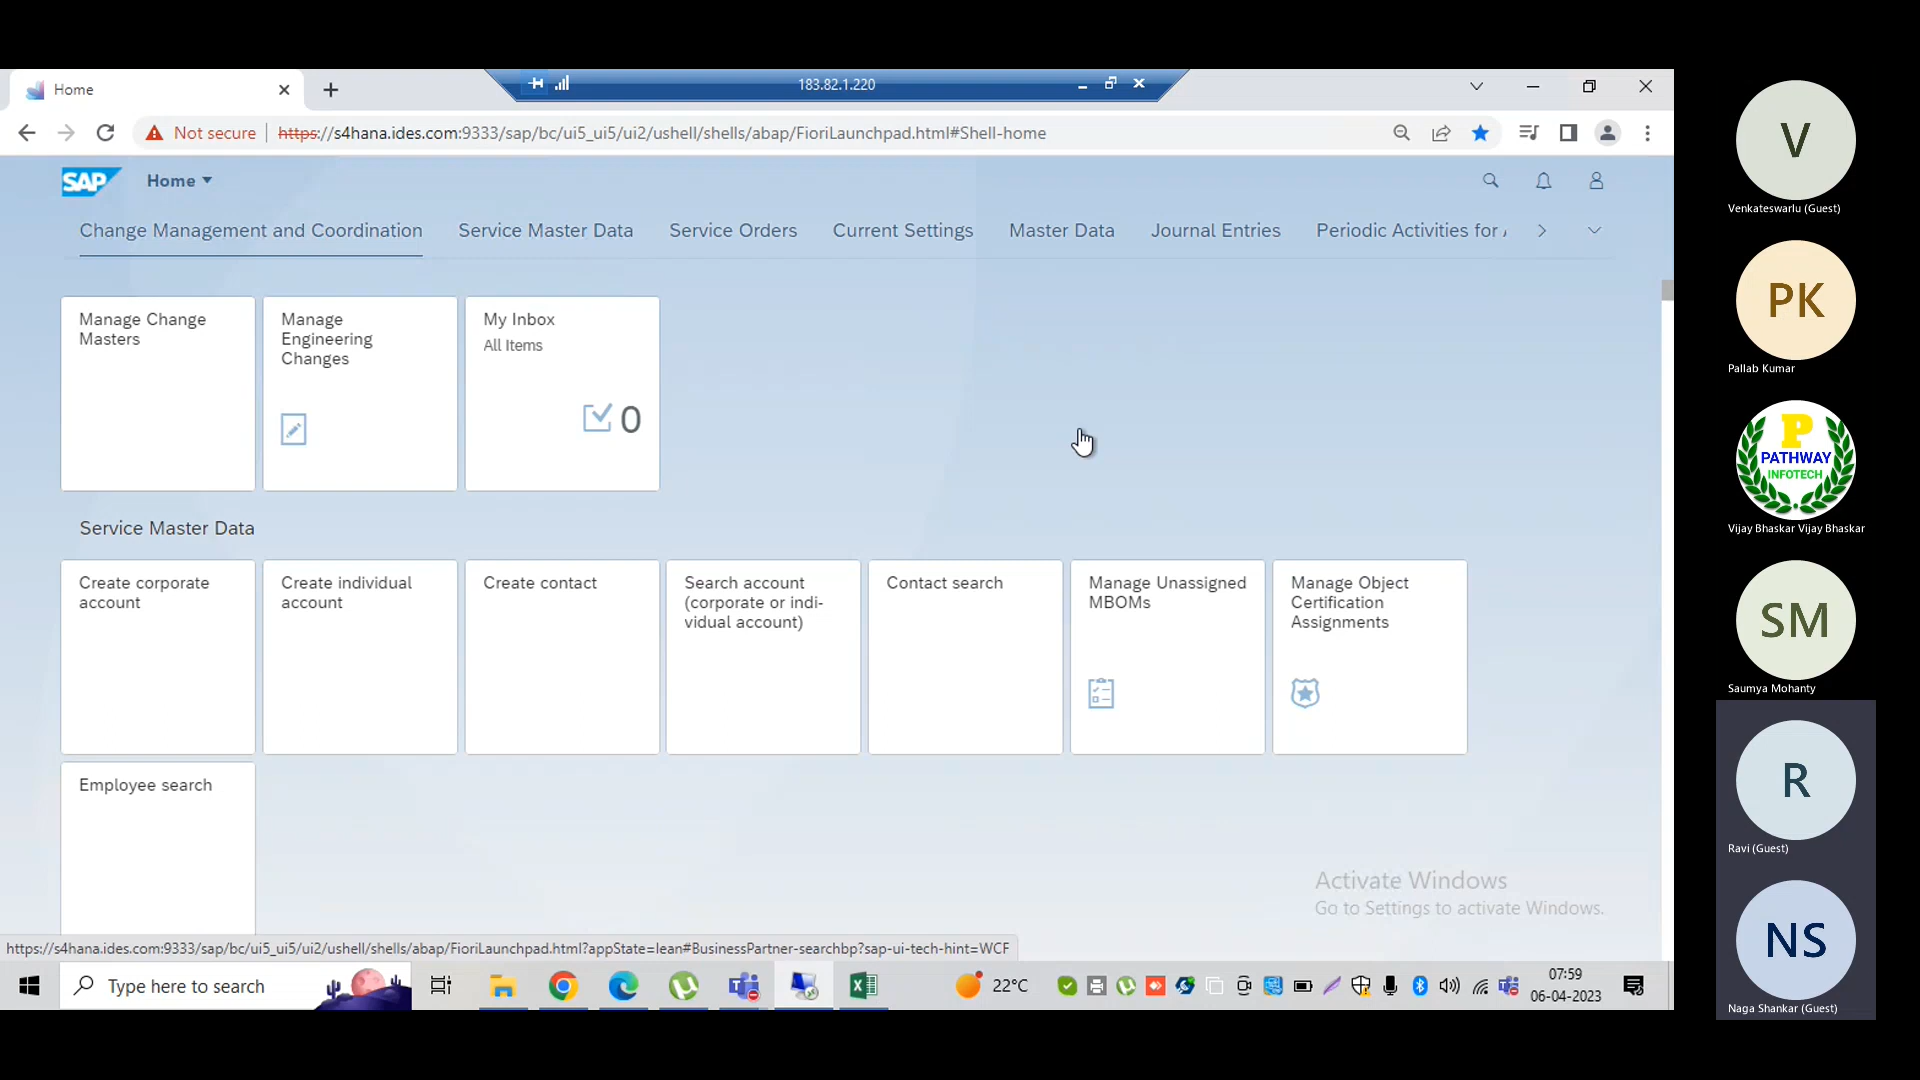 Home
183.82.1.220
Not secure
https://s4hana.ides.com:9333/sap/bc/ui5_ui5/ui2/ushell/shells/abap/FioriLaunchpad.html#Shell-home
SAP
Home
Change Management and Coordination
Service Master Data
Service Orders
Current Settings
Master Data
Journal Entries
Periodic Activities for
Manage Change
Masters
Manage
Engineering
Changes
My Inbox
All Items
0
Service Master Data
Create corporate
account
Create individual
account
Create contact
Search account
(corporate or indi-
vidual account)
Contact search
Manage Unassigned
MBOMs
Manage Object
Certification
Assignments
Employee search
Activate Windows
Go to Settings to activate Windows.
https://s4hana.ides.com:9333/sap/bc/ui5_ui5/ui2/ushell/shells/abap/FioriLaunchpad.html?appState=lean#BusinessPartner-searchbp?sap-ui-tech-hint=WCF
Type here to search
22°C
07:59
06-04-2023
V
Venkateswarlu (Guest)
PK
Pallab Kumar
P
PATHWAY
INFOTECH
Vijay Bhaskar Vijay Bhaskar
SM
Saumya Mohanty
R
Ravi (Guest)
NS
Naga Shankar (Guest)